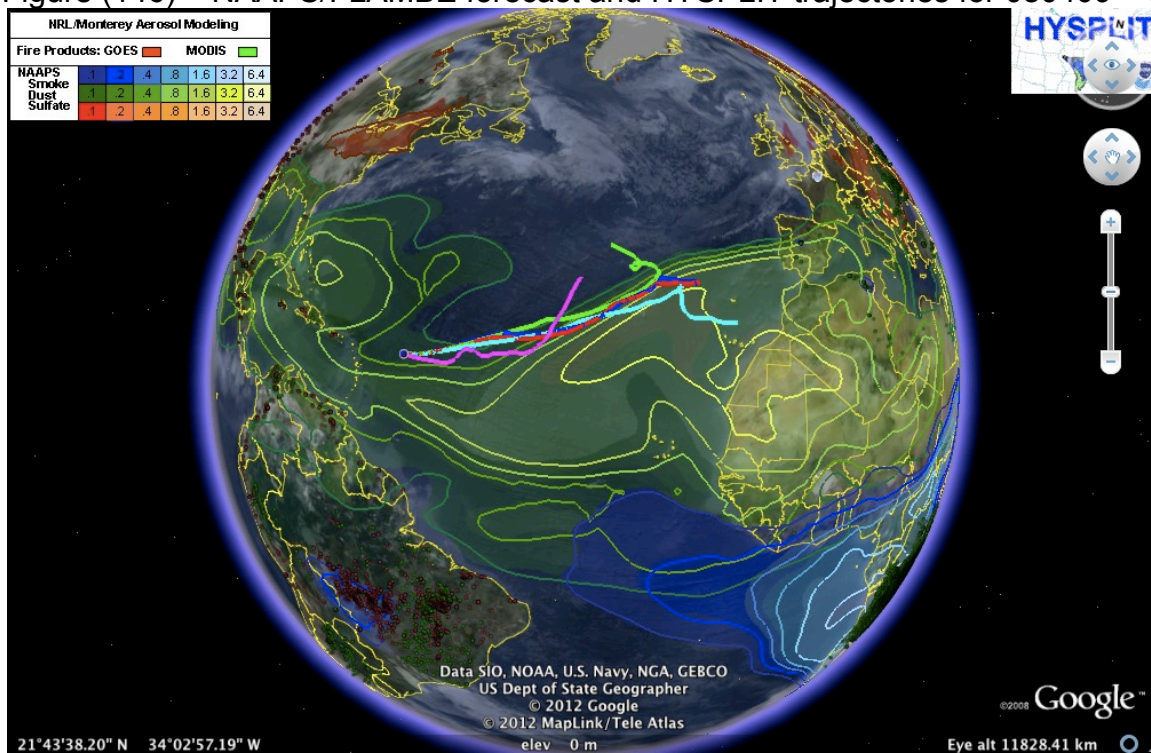 NRL/Monterey Aerosol Modeling
Fire Products: GOES MODIS
NAAPS
Smoke .1 .2 .4 .8 1.6 3.2 6.4
Dust .1 .2 .4 .8 1.6 3.2 6.4
Sulfate .1 .2 .4 .8 1.6 3.2 6.4
HYSPLIT
N
Data SIO, NOAA, U.S. Navy, NGA, GEBCO
US Dept of State Geographer
© 2012 Google
© 2012 MapLink/Tele Atlas
©2008 Google™
21°43'38.20" N 34°02'57.19" W elev 0 m Eye alt 11828.41 km